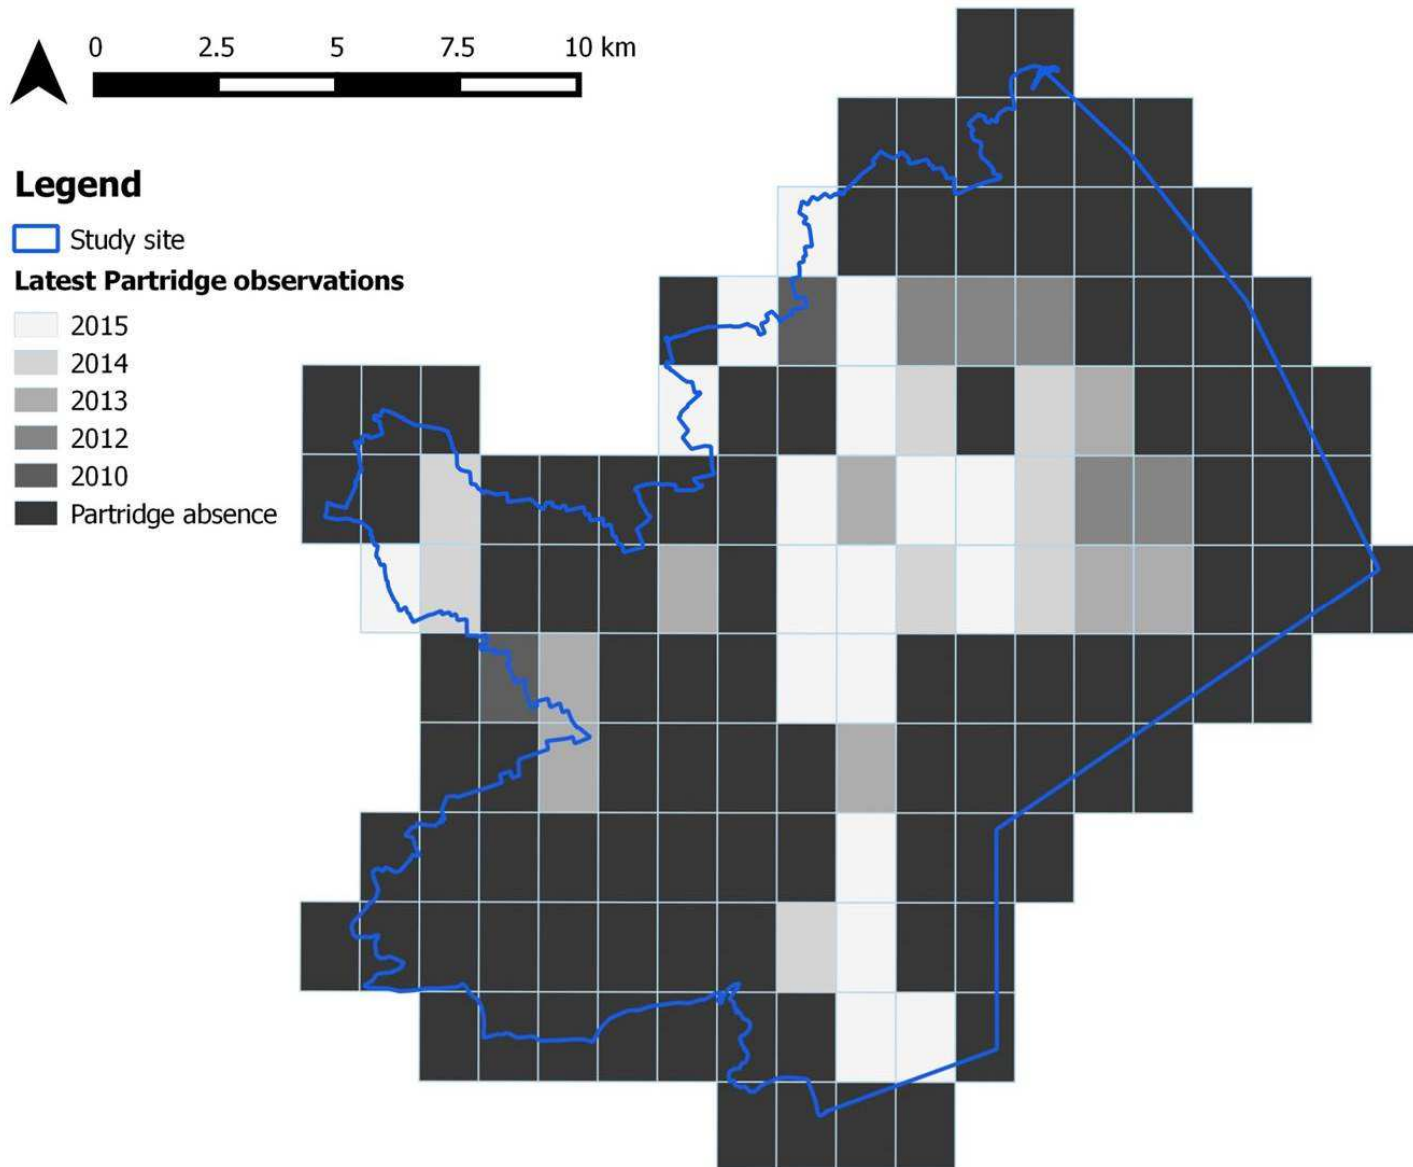 0 2.5 5 7.5 10 km
Legend
Study site
Latest Partridge observations
2015
2014
2013
2012
2010
Partridge absence